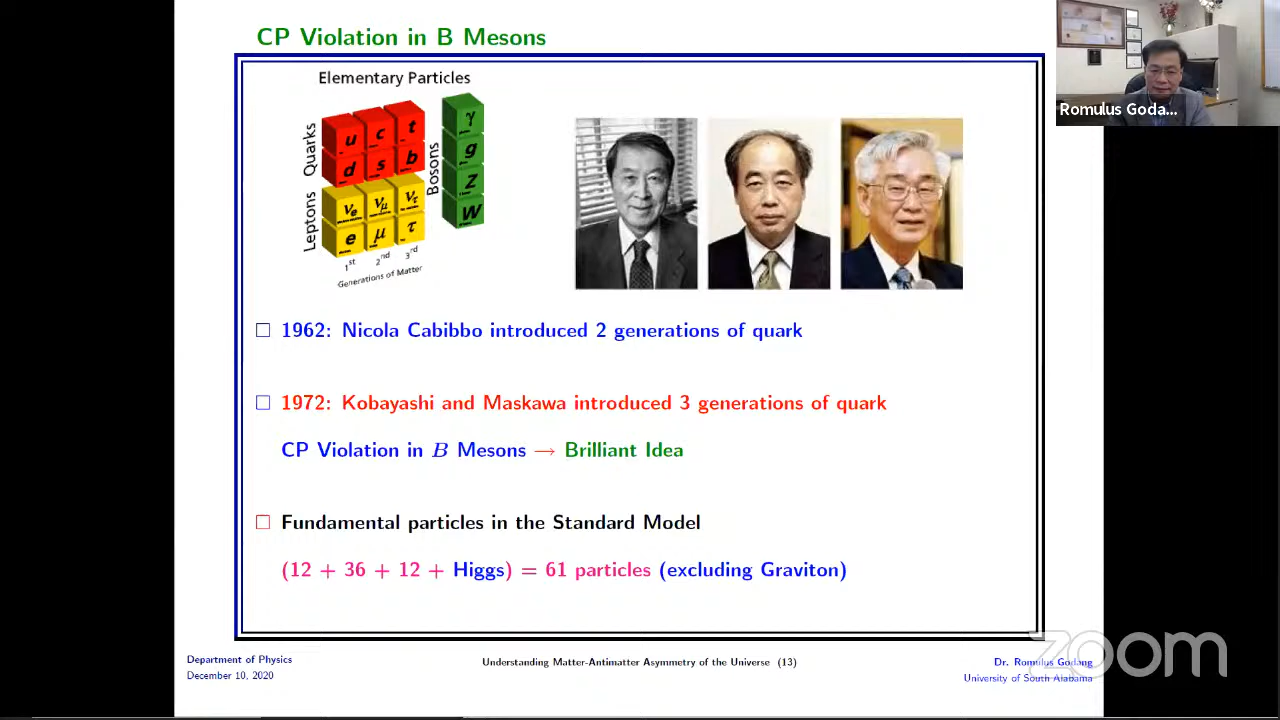 CP Violation in B Mesons
Elementary Particles
Quarks
Leptons
Bosons
u c t
d s b
νe νμ ντ
e μ τ
γ
g
Z
W
1st 2nd 3rd
Generations of Matter
Romulus Goda...
1962: Nicola Cabibbo introduced 2 generations of quark
1972: Kobayashi and Maskawa introduced 3 generations of quark
CP Violation in B Mesons → Brilliant Idea
Fundamental particles in the Standard Model
(12 + 36 + 12 + Higgs) = 61 particles (excluding Graviton)
Department of Physics
December 10, 2020
Understanding Matter-Antimatter Asymmetry of the Universe (13)
Dr. Romulus Godang
University of South Alabama
zoom